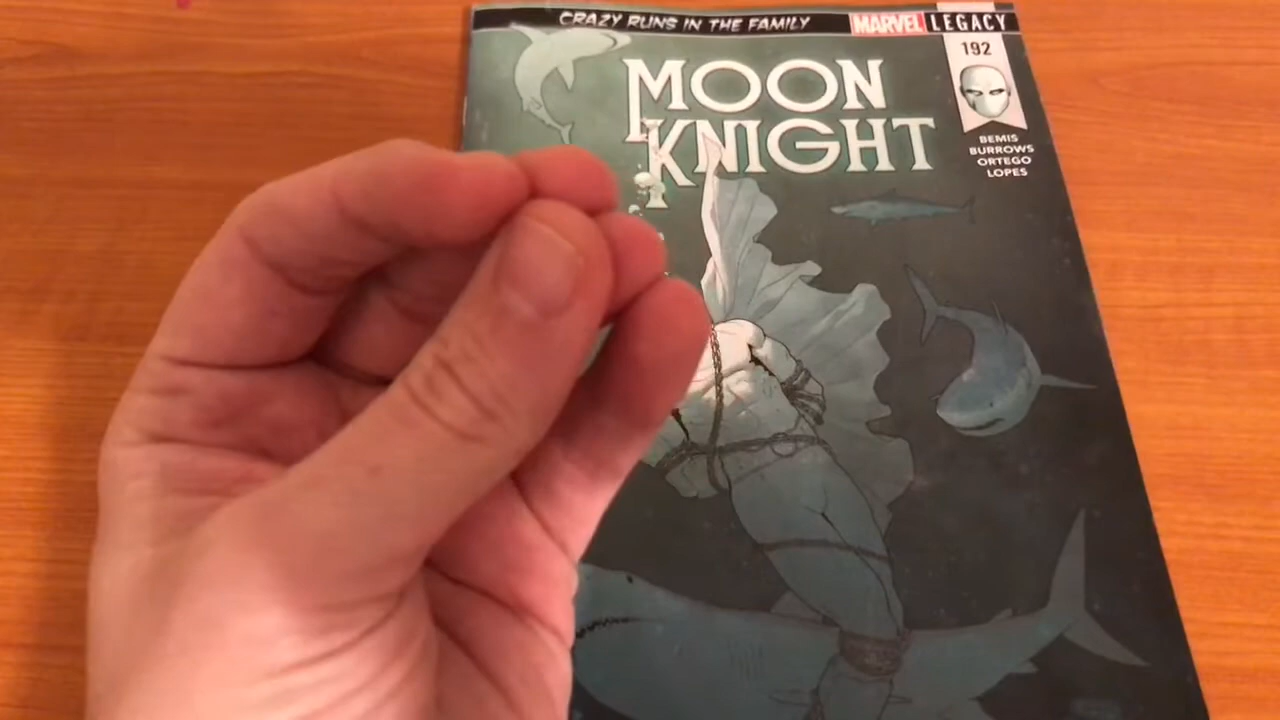 CRAZY RUNS IN THE FAMILY MARVEL LEGACY
192
MOON
KNIGHT
BEMIS
BURROWS
ORTEGO
LOPES